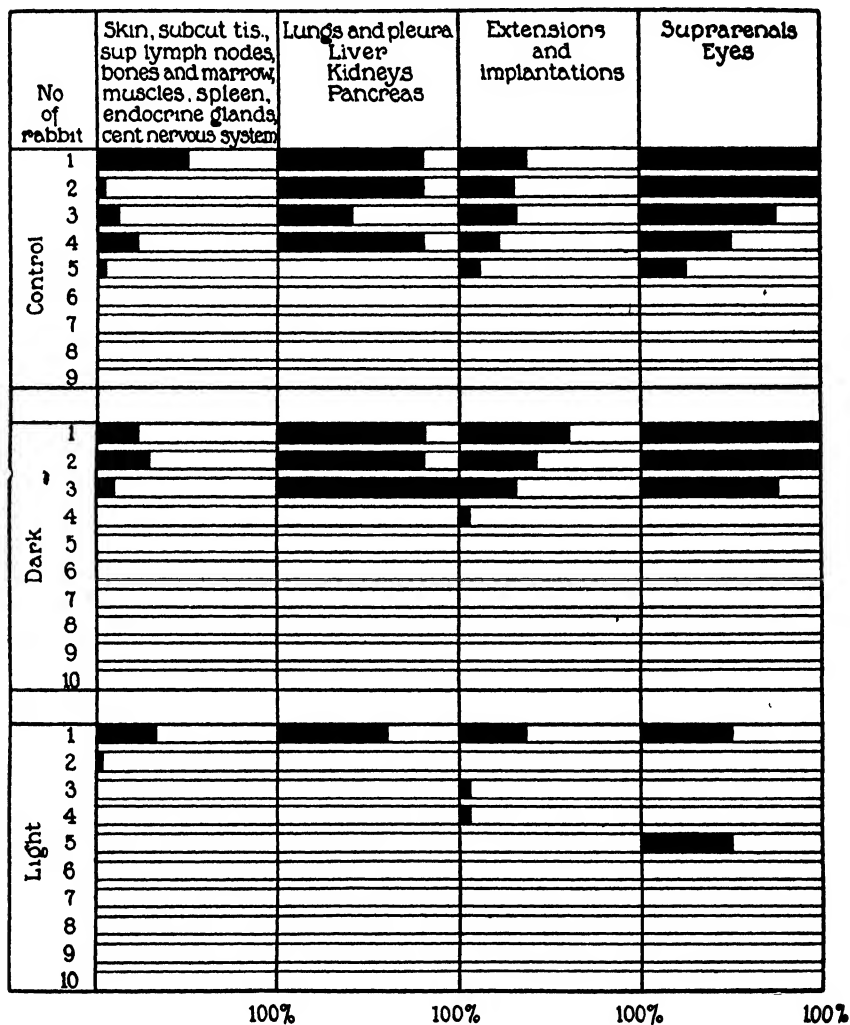 No
of
rabbit
Skin, subcut tis.,
sup lymph nodes,
bones and marrow,
muscles, spleen,
endocrine glands,
cent nervous system
Lungs and pleura
Liver
Kidneys
Pancreas
Extensions
and
implantations
Suprarenals
Eyes
Control
1
2
3
4
5
6
7
8
9
Dark
1
2
3
4
5
6
7
8
9
10
Light
1
2
3
4
5
6
7
8
9
10
100% 100% 100% 100%